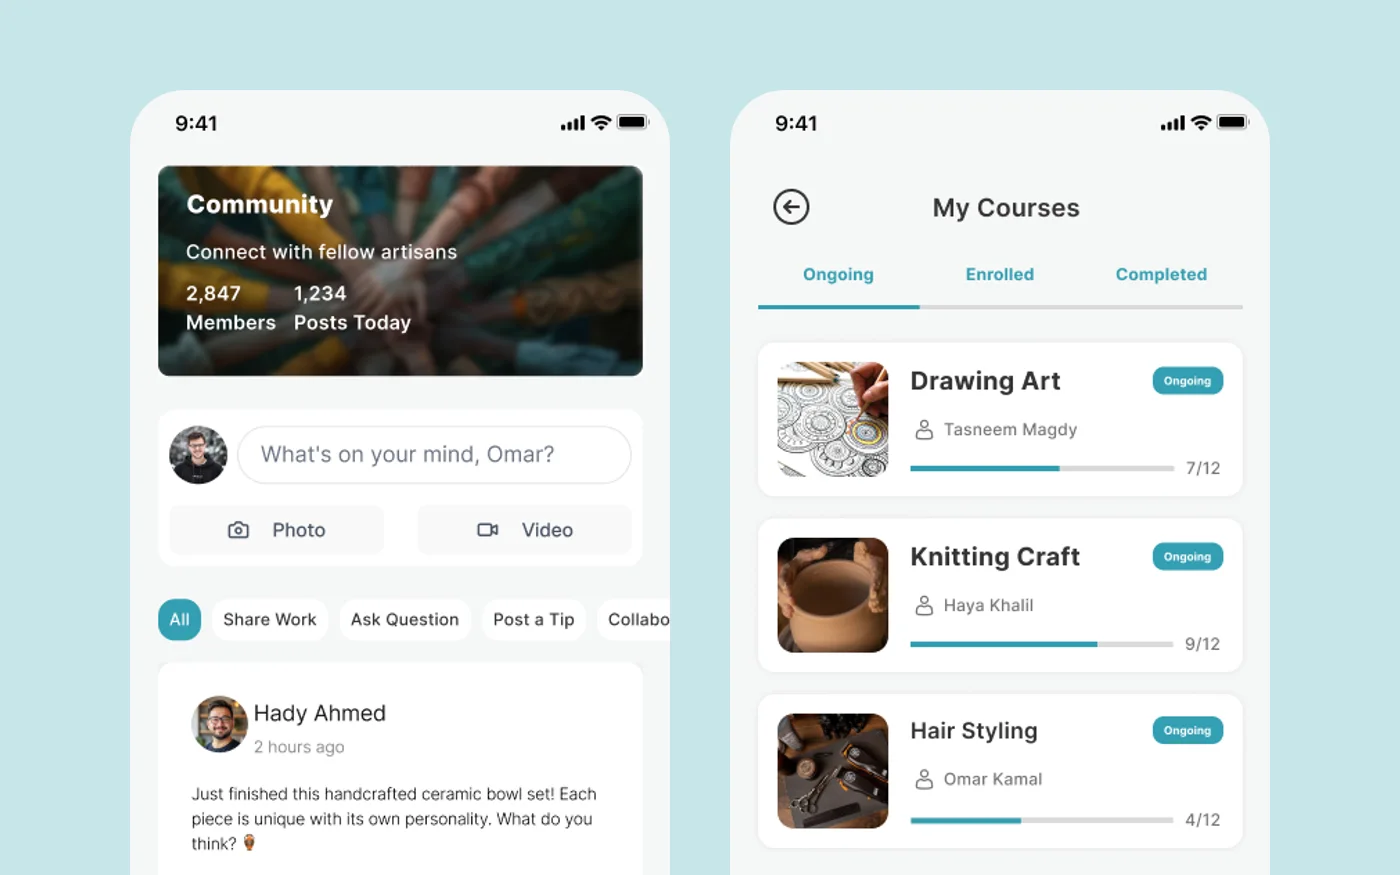 9:41
Community
Connect with fellow artisans
2,847 1,234
Members Posts Today
What's on your mind, Omar?
Photo Video
All Share Work Ask Question Post a Tip Collabo
Hady Ahmed
2 hours ago
Just finished this handcrafted ceramic bowl set! Each
piece is unique with its own personality. What do you
think? 🏺
9:41
My Courses
Ongoing Enrolled Completed
Drawing Art Ongoing
Tasneem Magdy
7/12
Knitting Craft Ongoing
Haya Khalil
9/12
Hair Styling Ongoing
Omar Kamal
4/12